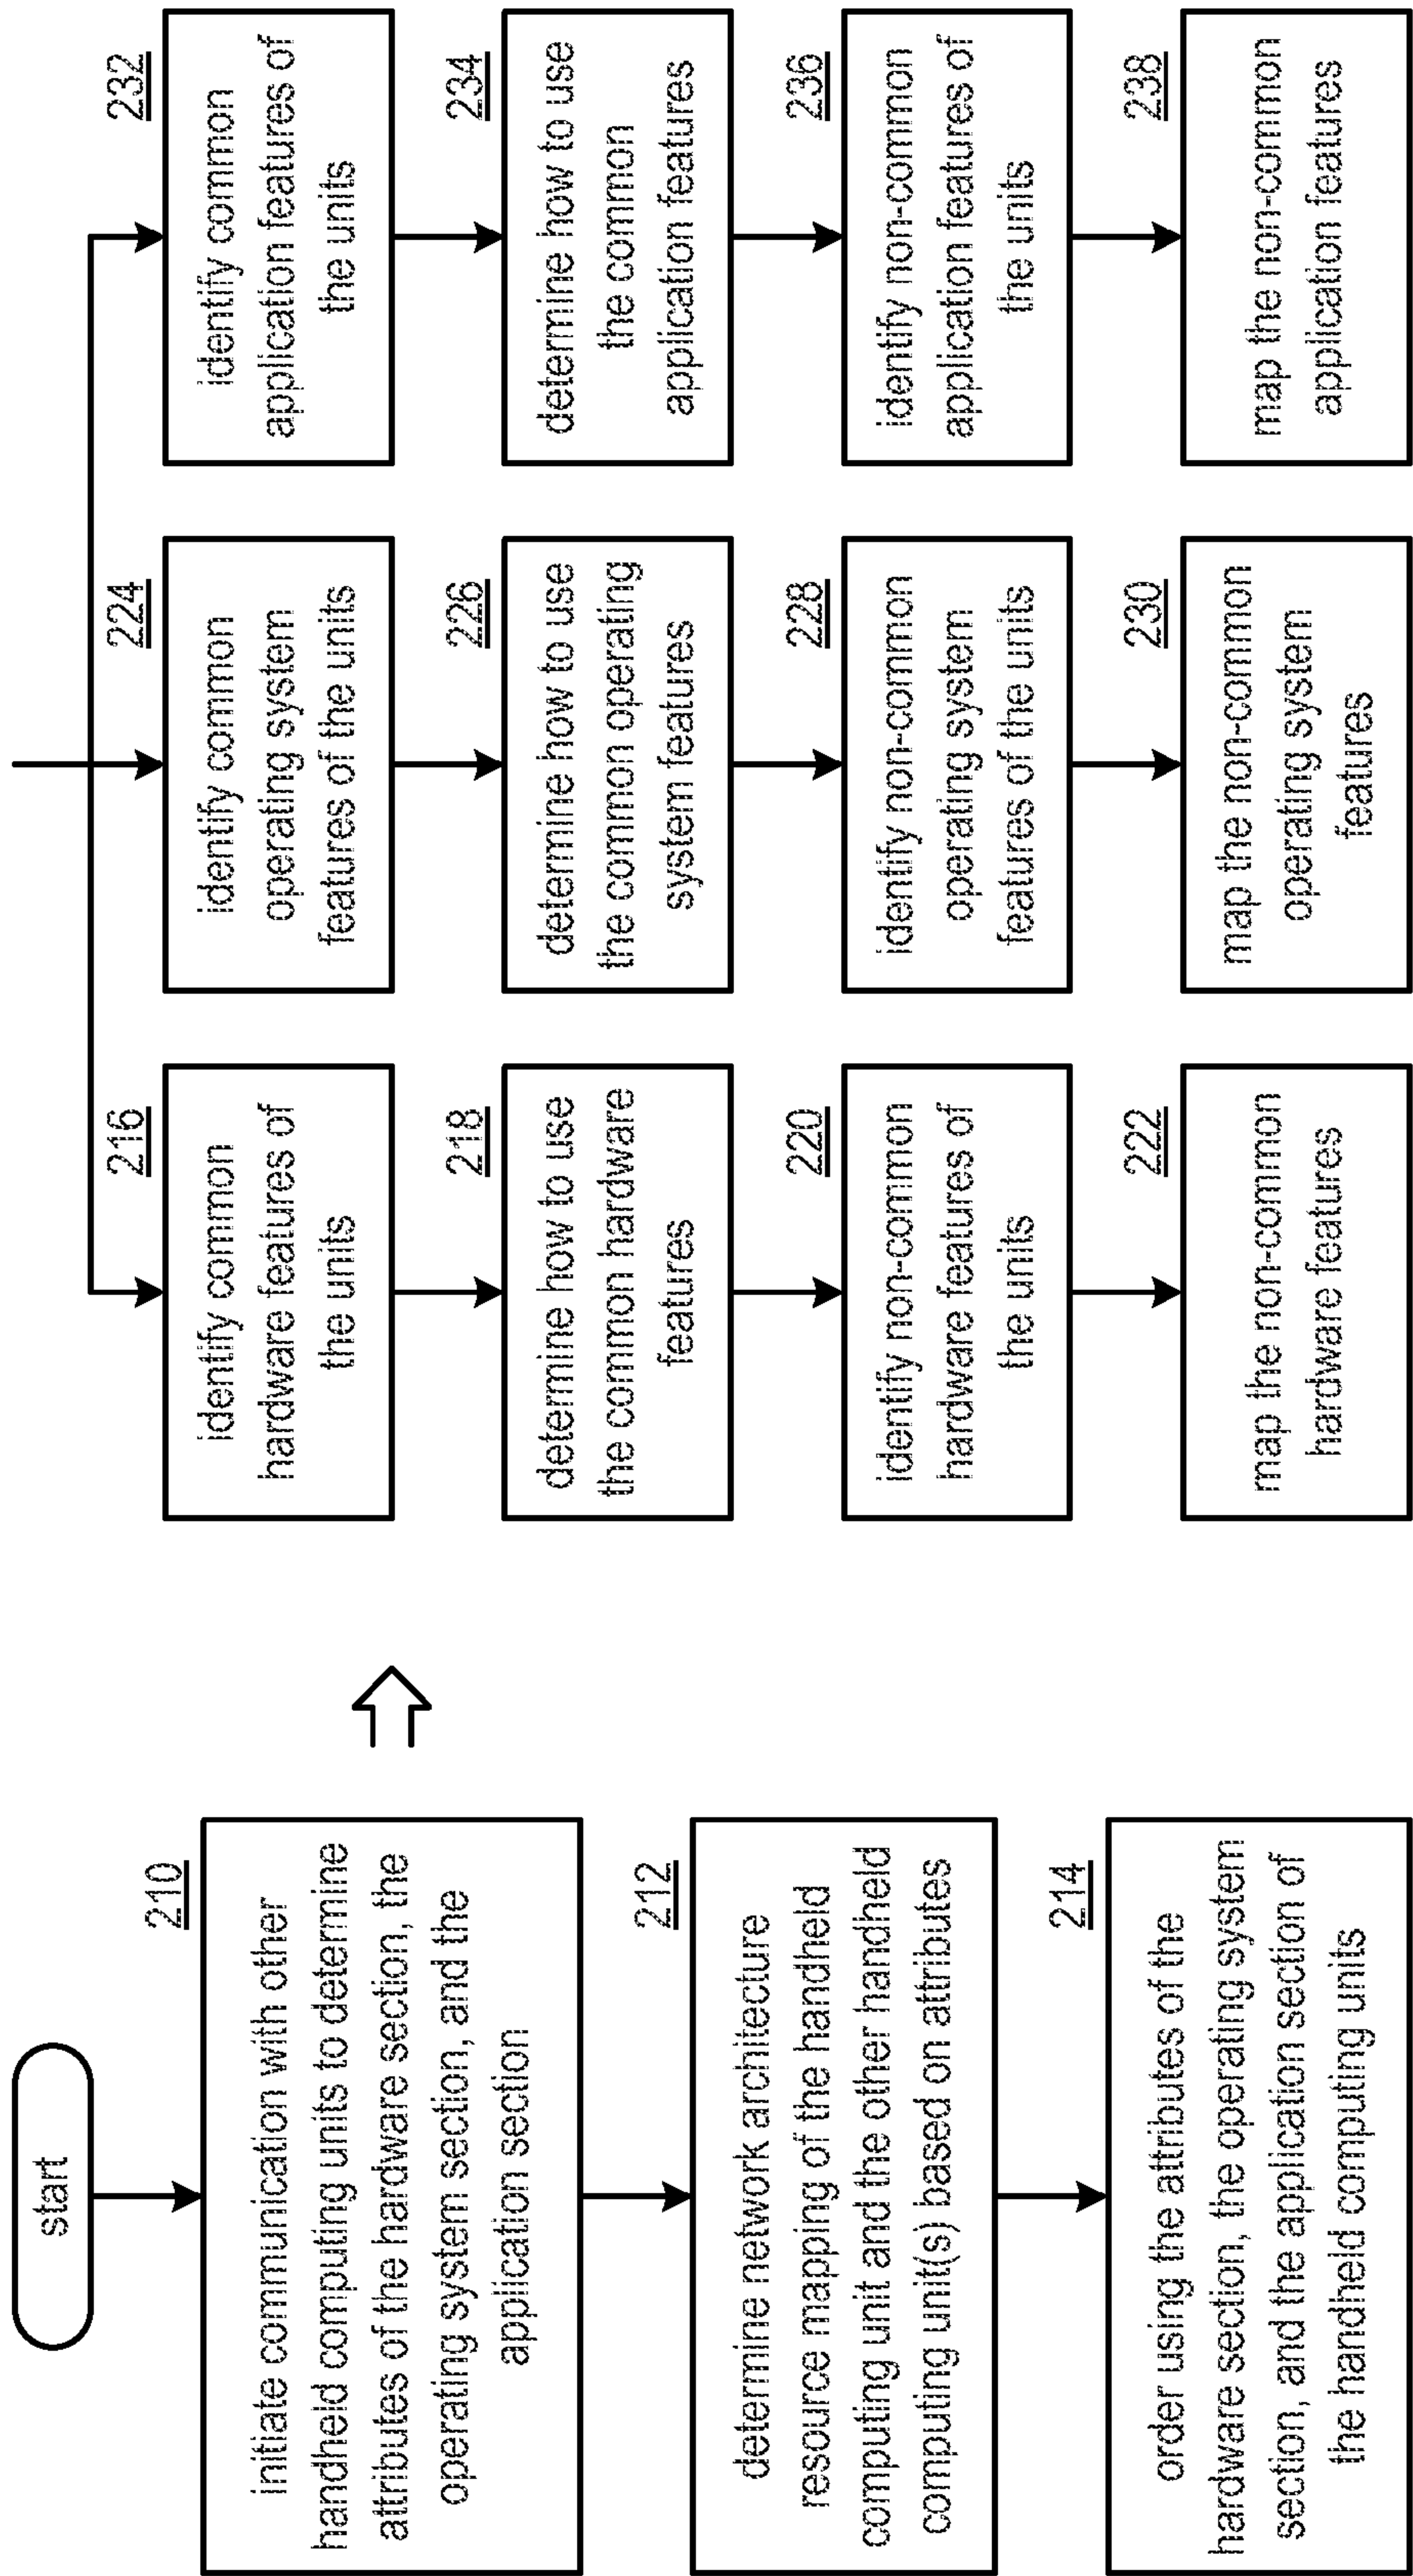 start
210
initiate communication with other
handheld computing units to determine
attributes of the hardware section, the
operating system section, and the
application section
212
determine network architecture
resource mapping of the handheld
computing unit and the other handheld
computing unit(s) based on attributes
214
order using the attributes of the
hardware section, the operating system
section, and the application section of
the handheld computing units
216
identify common
hardware features of
the units
218
determine how to use
the common hardware
features
220
identify non-common
hardware features of
the units
222
map the non-common
hardware features
224
identify common
operating system
features of the units
226
determine how to use
the common operating
system features
228
identify non-common
operating system
features of the units
230
map the non-common
operating system
features
232
identify common
application features of
the units
234
determine how to use
the common
application features
236
identify non-common
application features of
the units
238
map the non-common
application features